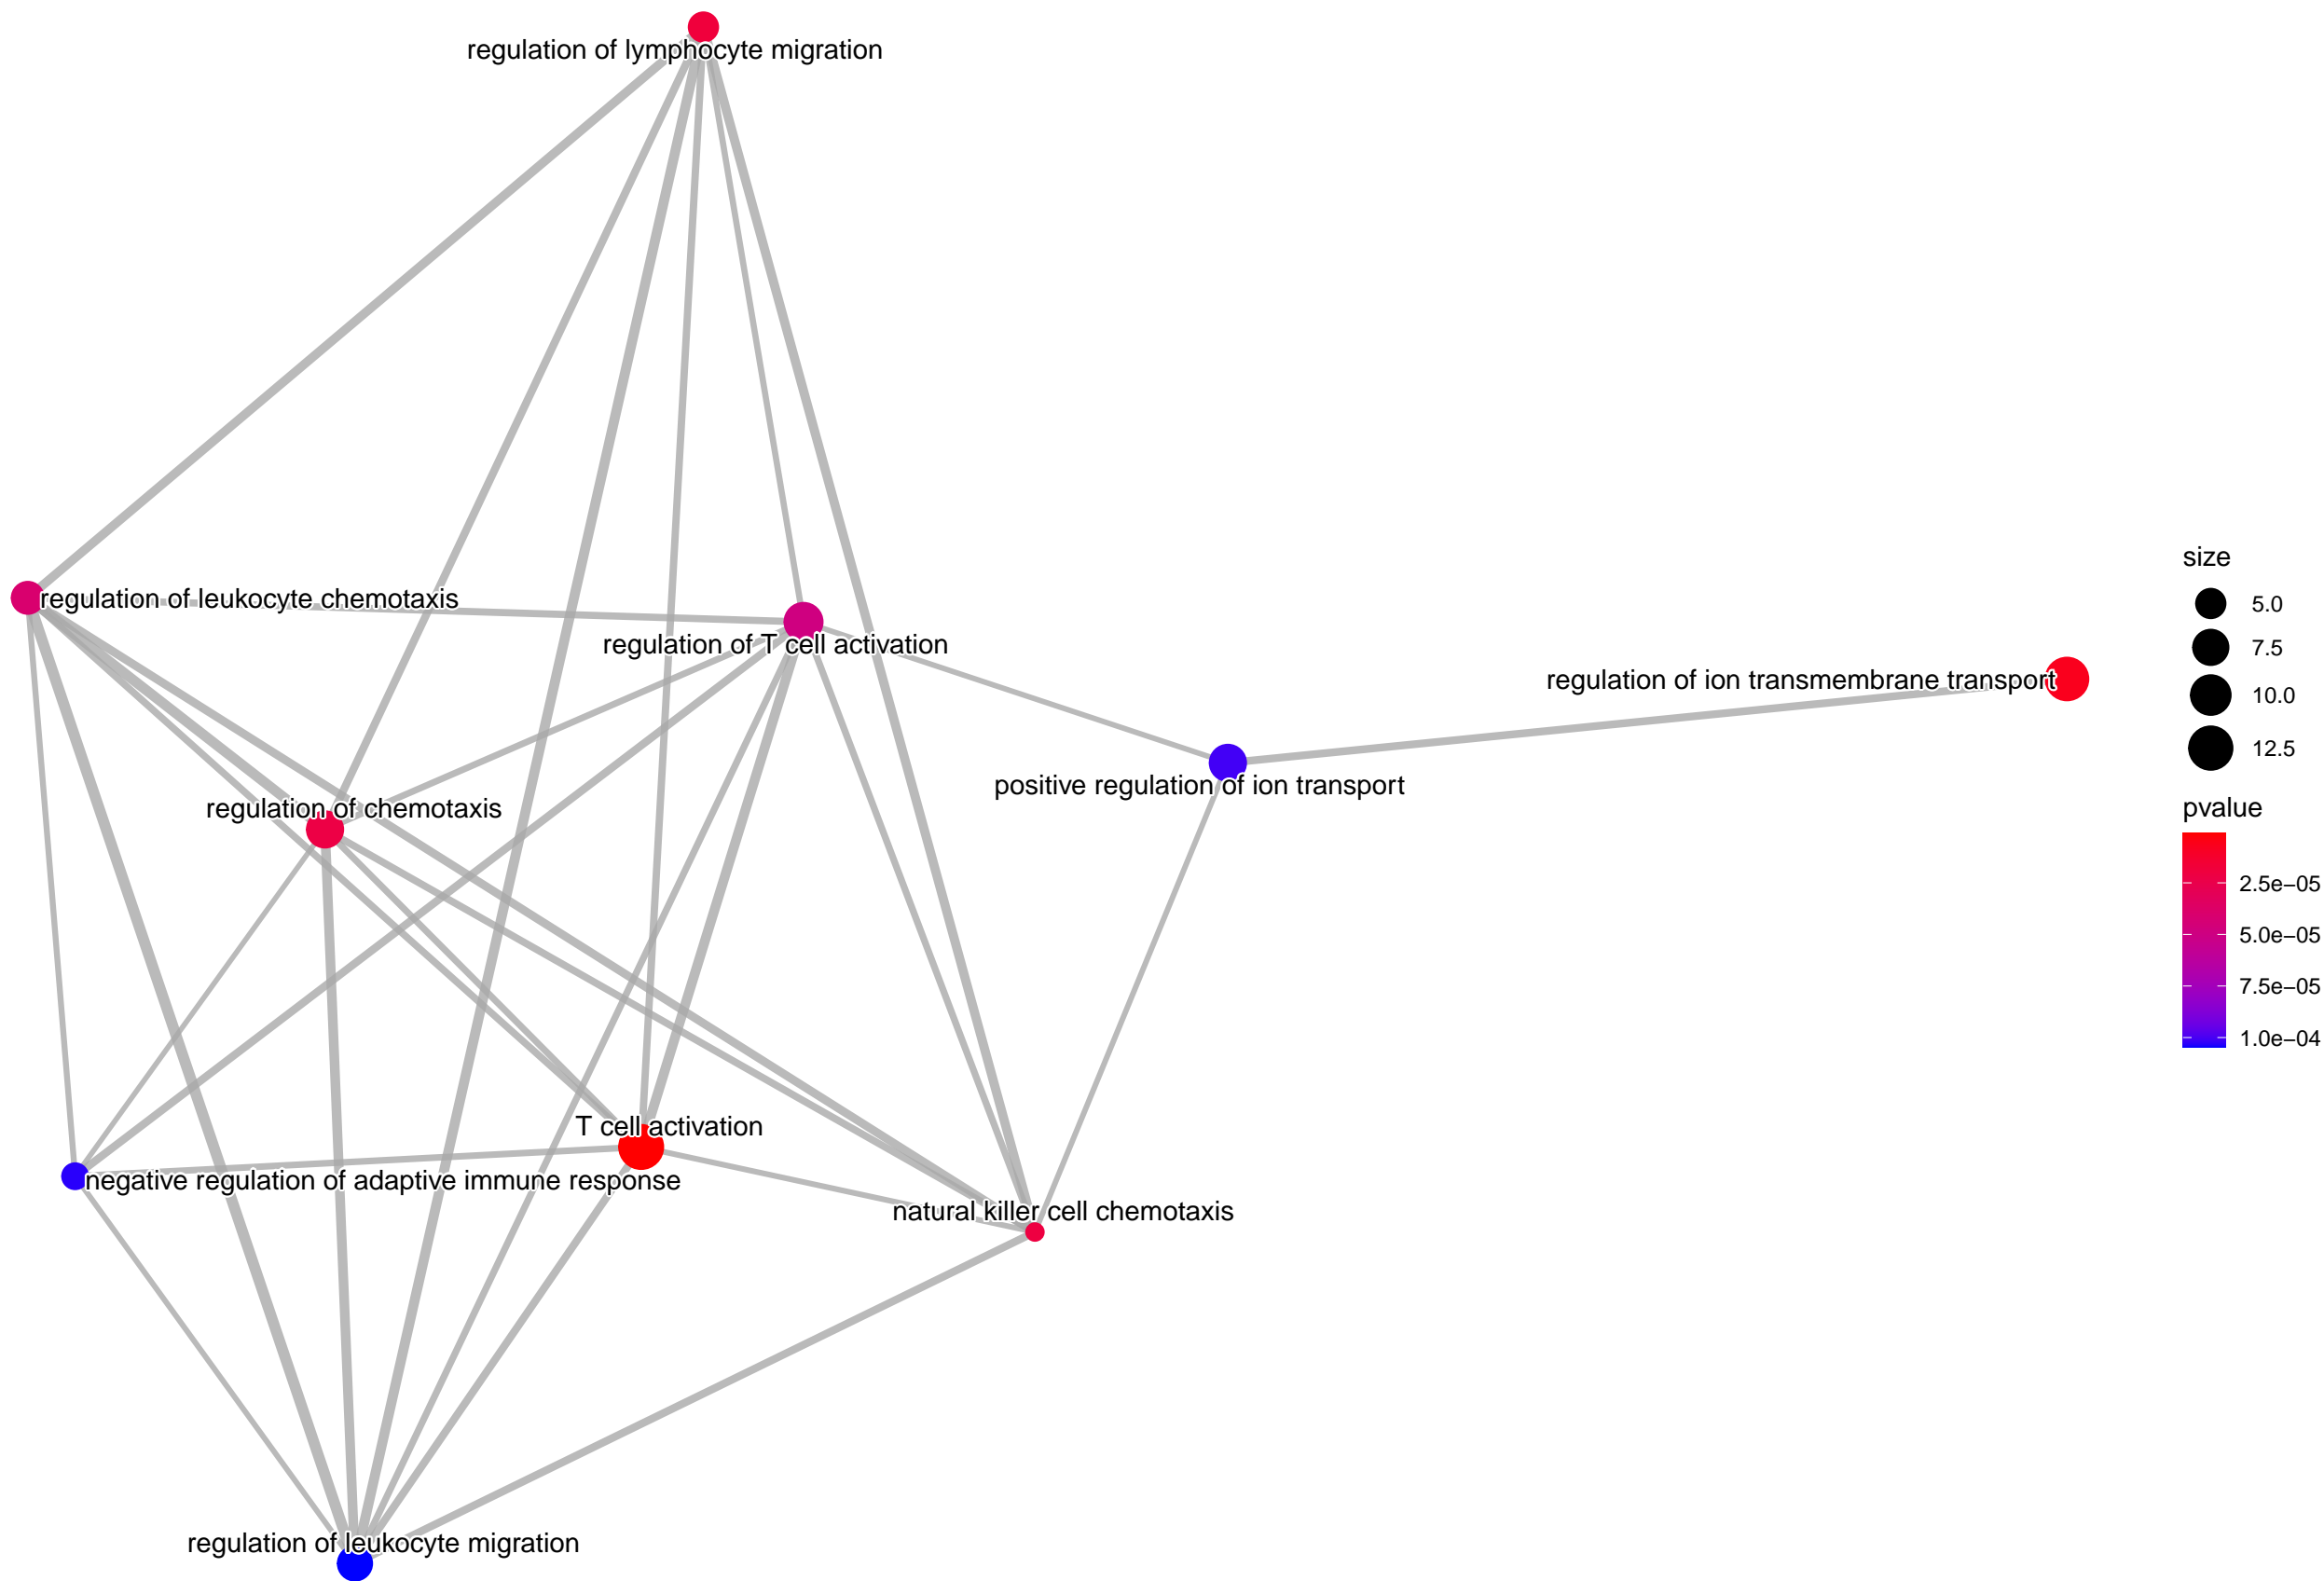 regulation of lymphocyte migration
regulation of leukocyte chemotaxis
regulation of T cell activation
regulation of ion transmembrane transport
positive regulation of ion transport
regulation of chemotaxis
T cell activation
negative regulation of adaptive immune response
natural killer cell chemotaxis
regulation of leukocyte migration
size
5.0
7.5
10.0
12.5
pvalue
2.5e−05
5.0e−05
7.5e−05
1.0e−04